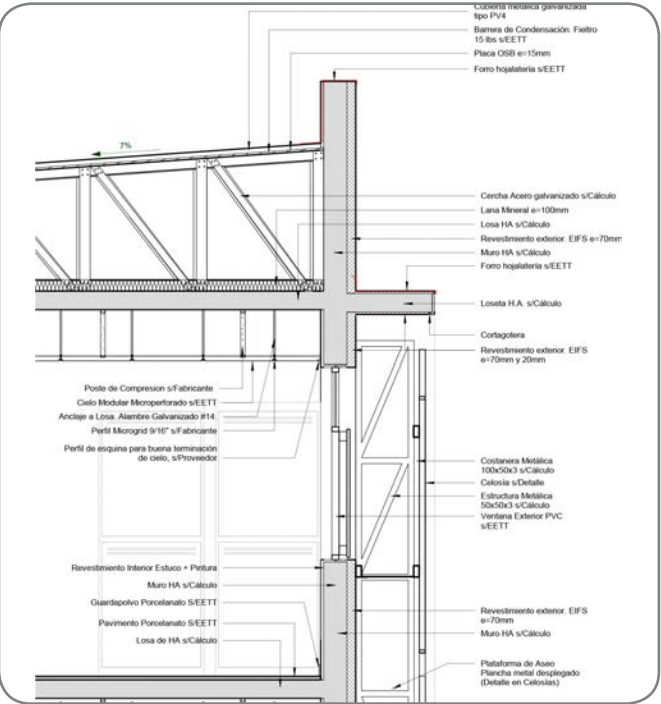 Cubierta metálica galvanizada
tipo PV4
Barrera de Condensación. Fieltro
15 lbs s/EETT
Placa OSB e=15mm
Forro hojalatería s/EETT
7%
Cercha Acero galvanizado s/Cálculo
Lana Mineral e=100mm
Losa HA s/Cálculo
Revestimiento exterior. EIFS e=70mm
Muro HA s/Cálculo
Forro hojalatería s/EETT
Loseta H.A. s/Cálculo
Cortagotera
Revestimiento exterior. EIFS
e=70mm y 20mm
Poste de Compresion s/Fabricante
Cielo Modular Microperforado s/EETT
Anclaje a Losa. Alambre Galvanizado #14.
Perfil Microgrid 9/16" s/Fabricante
Perfil de esquina para buena terminación
de cielo, s/Proveedor
Costanera Metálica
100x50x3 s/Cálculo
Celosía s/Detalle
Estructura Metálica
50x50x3 s/Cálculo
Ventana Exterior PVC
s/EETT
Revestimiento Interior Estuco + Pintura
Muro HA s/Cálculo
Guardapolvo Porcelanato S/EETT
Pavimento Porcelanato S/EETT
Losa de HA s/Cálculo
Revestimiento exterior. EIFS
e=70mm
Muro HA s/Cálculo
Plataforma de Aseo
Plancha metal desplegado
(Detalle en Celosías)